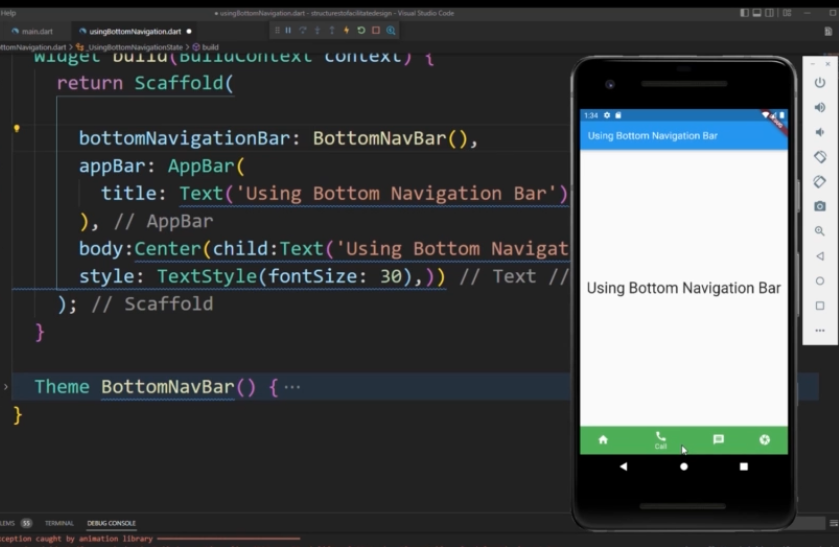 Help
usingBottomNavigation.dart - structurestofacilitatedesign - Visual Studio Code
main.dart
usingBottomNavigation.dart
ttomNavigation.dart > _UsingBottomNavigationState > build
Widget build(BuildContext context) {
return Scaffold(
bottomNavigationBar: BottomNavBar(),
appBar: AppBar(
title: Text('Using Bottom Navigation Bar')
), // AppBar
body:Center(child:Text('Using Bottom Navigat
style: TextStyle(fontSize: 30),)) // Text //
); // Scaffold
}
Theme BottomNavBar() { ...
}
1:34
Using Bottom Navigation Bar
Using Bottom Navigation Bar
Call
LEMS 55 TERMINAL DEBUG CONSOLE
ception caught by animation library